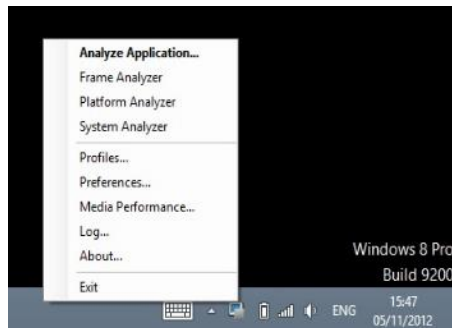 Analyze Application...
Frame Analyzer
Platform Analyzer
System Analyzer
Profiles...
Preferences...
Media Performance...
Log...
About...
Exit
Windows 8 Pro
Build 9200
ENG
15:47
05/11/2012